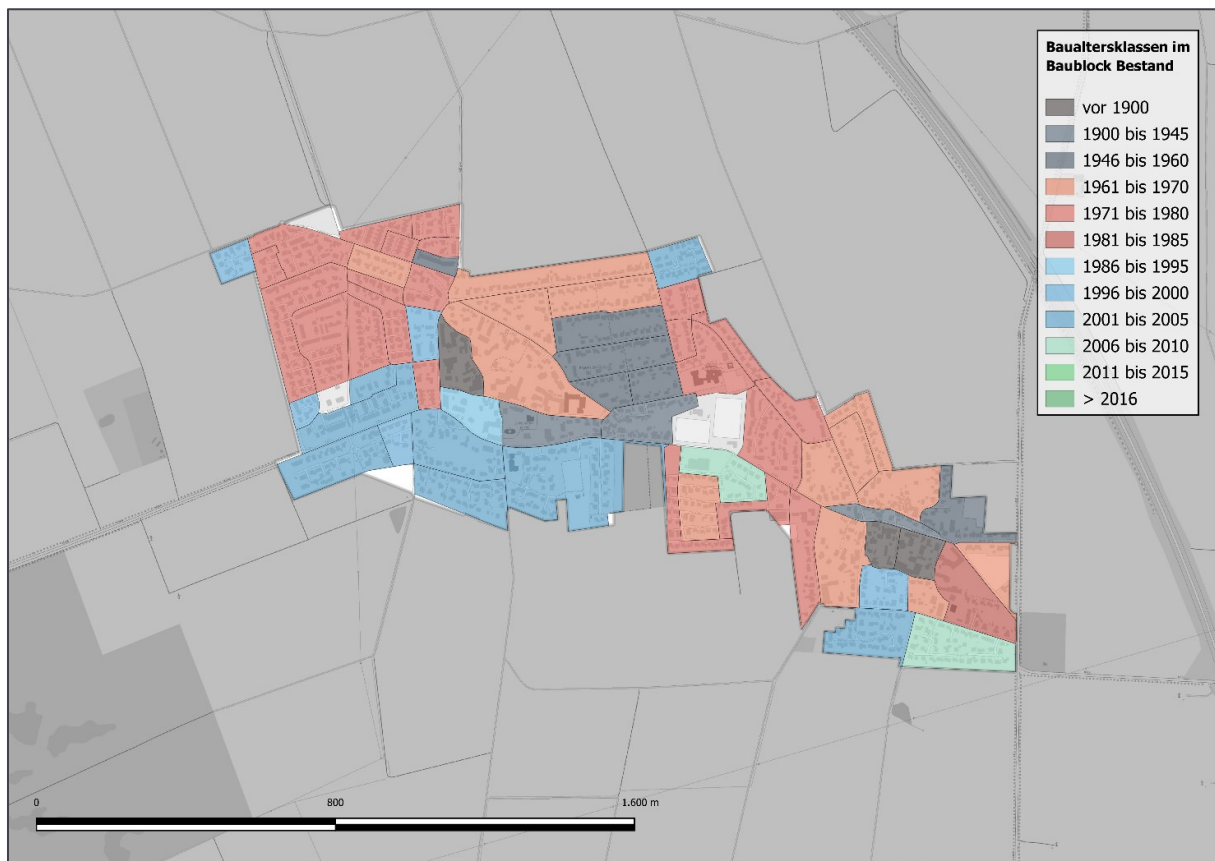 Baualtersklassen im
Baublock Bestand
vor 1900
1900 bis 1945
1946 bis 1960
1961 bis 1970
1971 bis 1980
1981 bis 1985
1986 bis 1995
1996 bis 2000
2001 bis 2005
2006 bis 2010
2011 bis 2015
> 2016
0 800 1.600 m